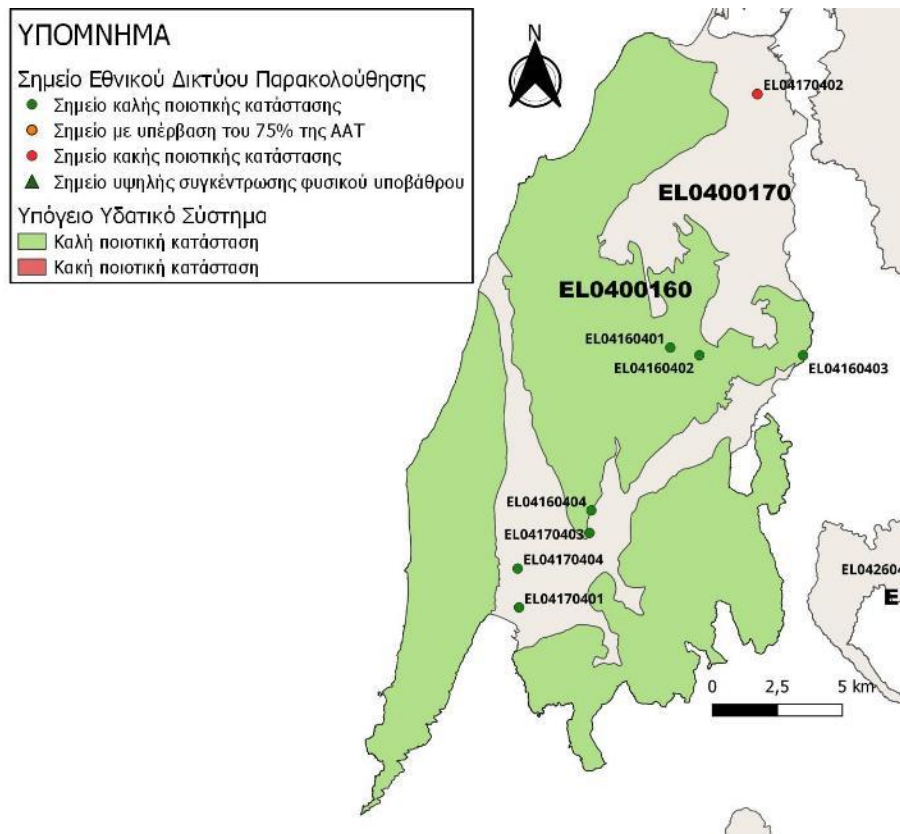 ΥΠΟΜΝΗΜΑ
Σημείο Εθνικού Δικτύου Παρακολούθησης
Σημείο καλής ποιοτικής κατάστασης
Σημείο με υπέρβαση του 75% της ΑΑΤ
Σημείο κακής ποιοτικής κατάστασης
Σημείο υψηλής συγκέντρωσης φυσικού υποβάθρου
Υπόγειο Υδατικό Σύστημα
Καλή ποιοτική κατάσταση
Κακή ποιοτική κατάσταση
N
EL04170402
EL0400170
EL0400160
EL04160401
EL04160402
EL04160403
EL04160404
EL04170403
EL04170404
EL04170401
EL042604
E
0 2,5 5 km